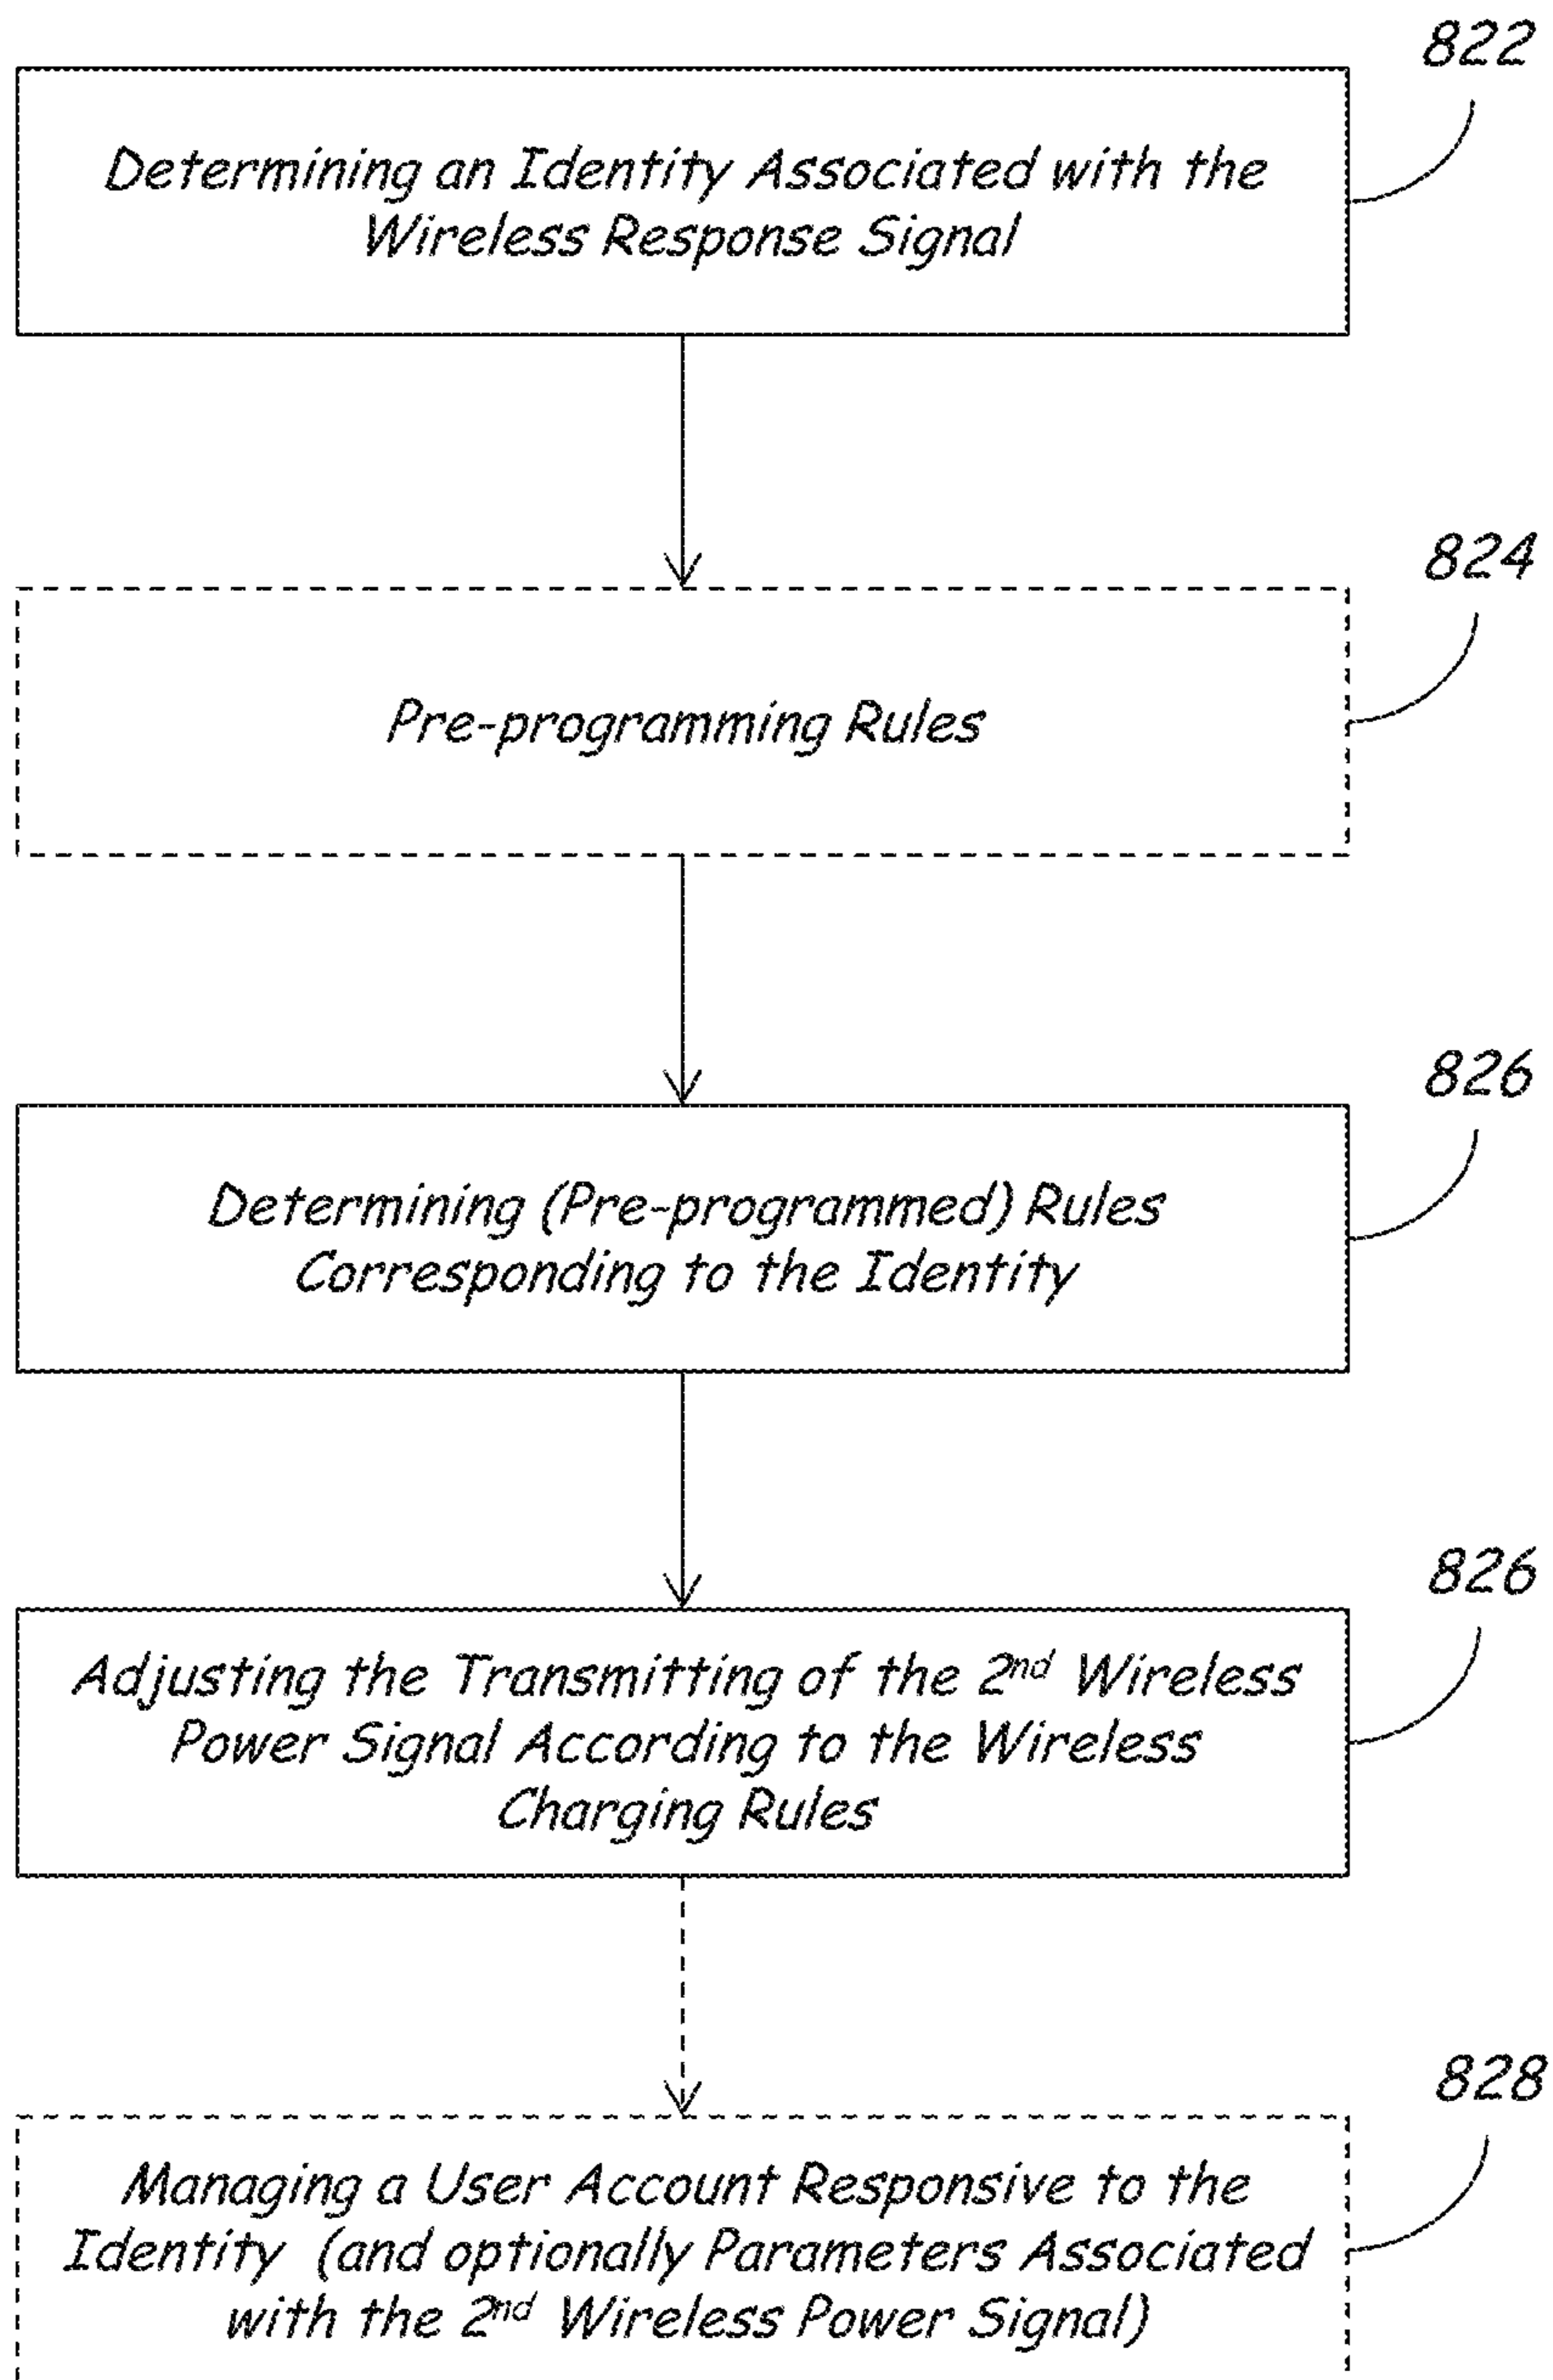 822
Determining an Identity Associated with the
Wireless Response Signal
824
Pre-programming Rules
826
Determining (Pre-programmed) Rules
Corresponding to the Identity
826
Adjusting the Transmitting of the 2nd Wireless
Power Signal According to the Wireless
Charging Rules
828
Managing a User Account Responsive to the
Identity (and optionally Parameters Associated
with the 2nd Wireless Power Signal)